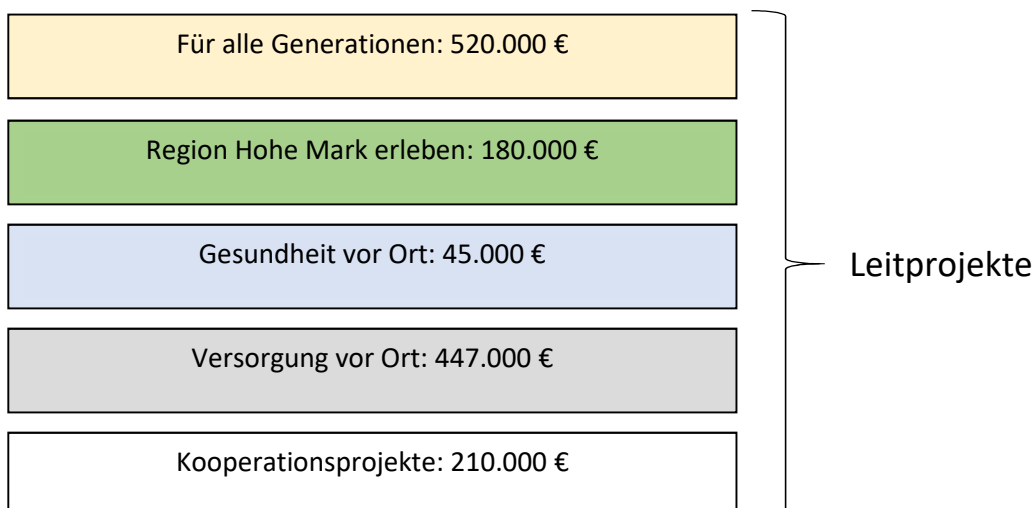 Für alle Generationen: 520.000 €
Region Hohe Mark erleben: 180.000 €
Gesundheit vor Ort: 45.000 €
Leitprojekte
Versorgung vor Ort: 447.000 €
Kooperationsprojekte: 210.000 €